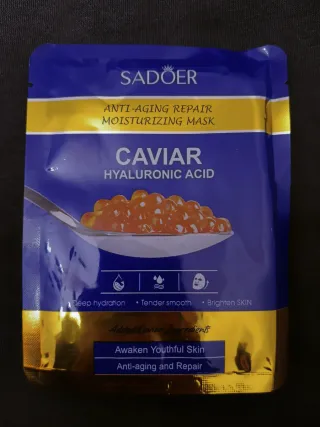 SADOER
ANTI-AGING REPAIR
MOISTURIZING MASK
CAVIAR
HYALURONIC ACID
Deep hydration • Tender smooth • Brighten SKIN
Awaken Youthful Skin
Anti-aging and Repair